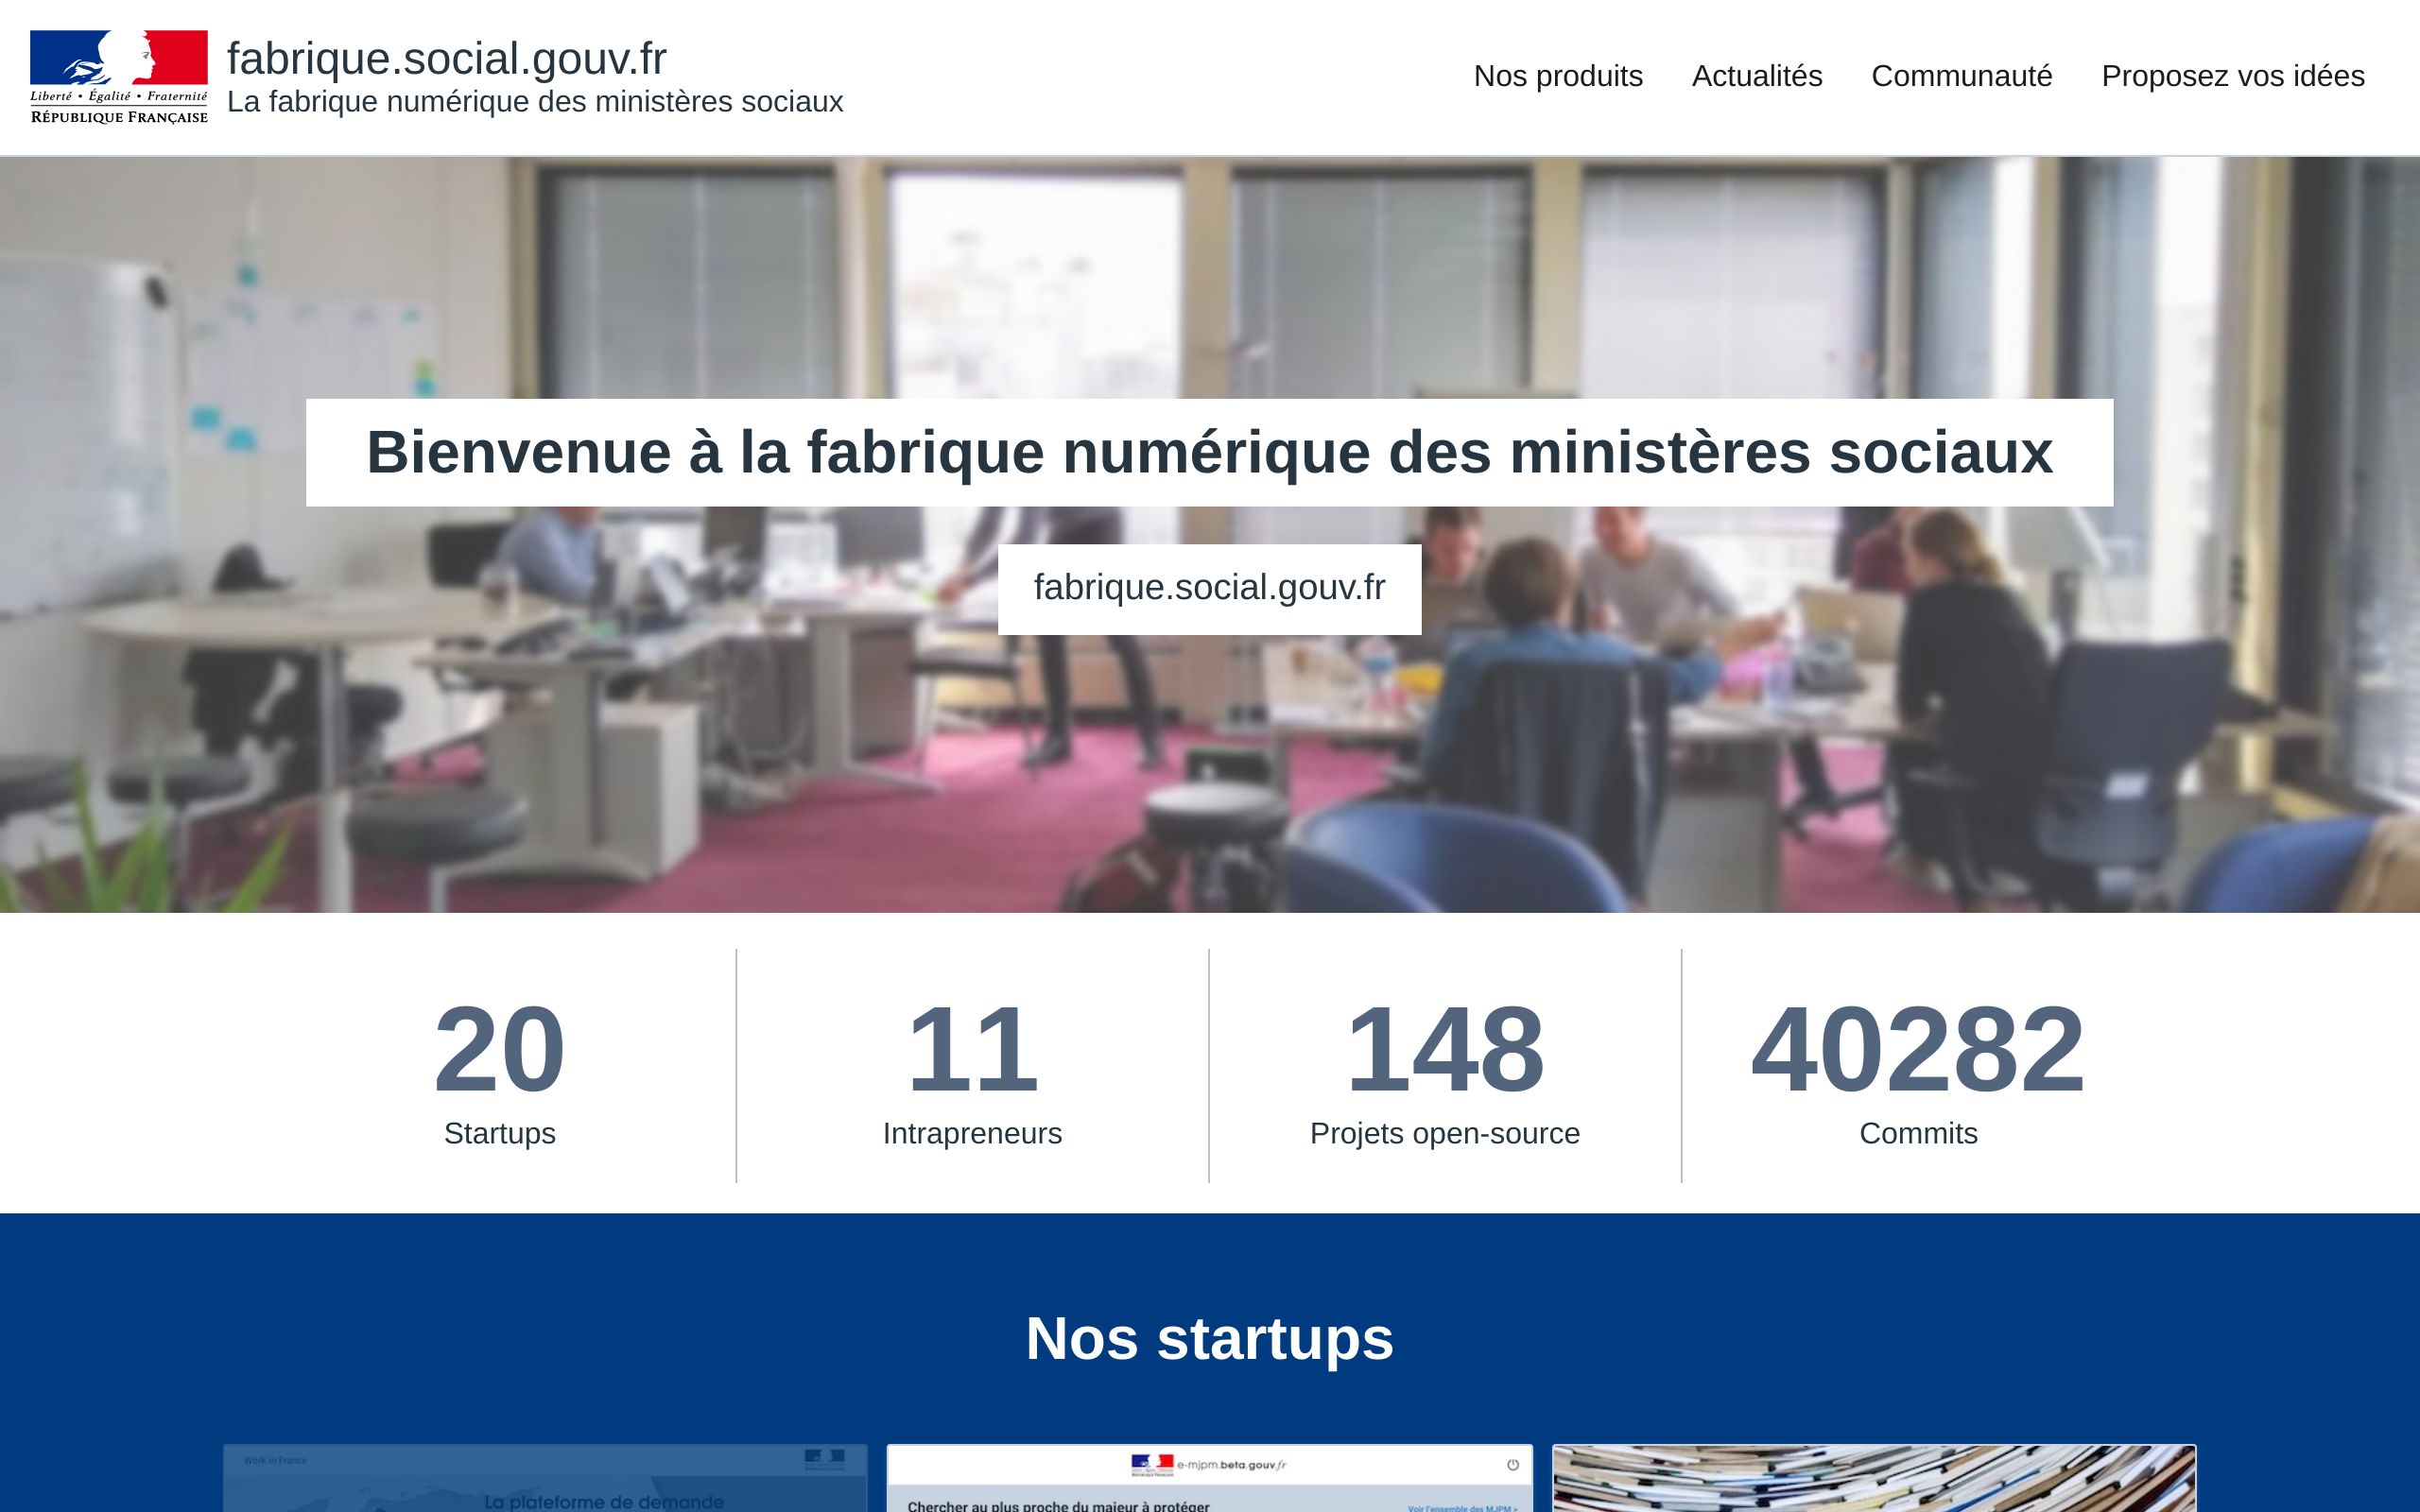 Liberté • Égalité • Fraternité
RÉPUBLIQUE FRANÇAISE
fabrique.social.gouv.fr
La fabrique numérique des ministères sociaux
Nos produits
Actualités
Communauté
Proposez vos idées
Bienvenue à la fabrique numérique des ministères sociaux
fabrique.social.gouv.fr
20
Startups
11
Intrapreneurs
148
Projets open-source
40282
Commits
Nos startups
Work in France
La plateforme de demande
e-mjpm.beta.gouv.fr
Chercher au plus proche du majeur à protéger
Voir l'ensemble des MJPM >